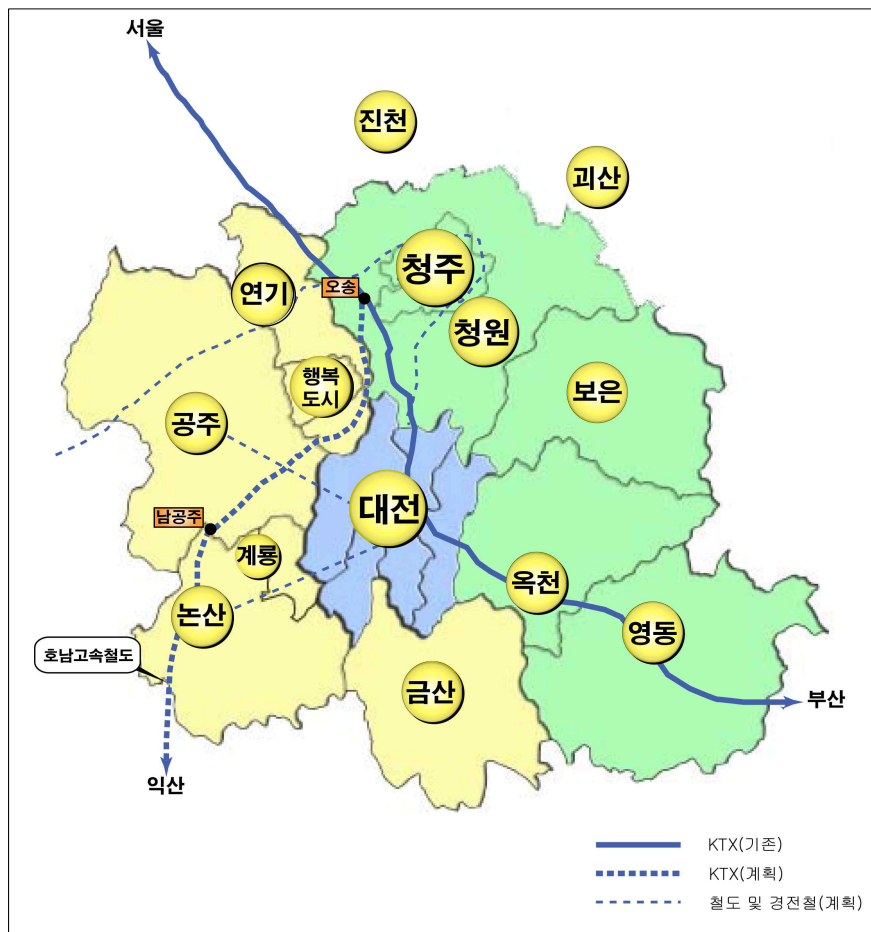 서울
진천
괴산
청주
오송
연기
청원
행복
도시
보은
공주
대전
남공주
계룡
옥천
논산
영동
호남고속철도
금산
부산
익산
KTX(기존)
KTX(계획)
철도 및 경전철(계획)